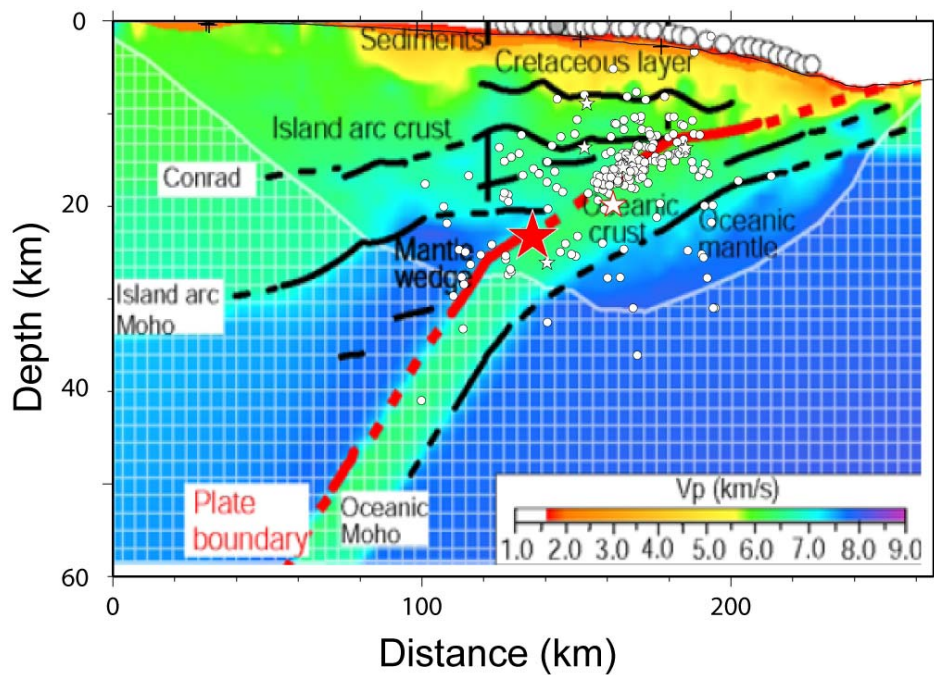 0
20
40
60
Depth (km)
Sediments
Cretaceous layer
Island arc crust
Conrad
Oceanic
crust
Oceanic
mantle
Mantle
wedge
Island arc
Moho
Plate
boundary
Oceanic
Moho
Vp (km/s)
1.0 2.0 3.0 4.0 5.0 6.0 7.0 8.0 9.0
0 100 200
Distance (km)